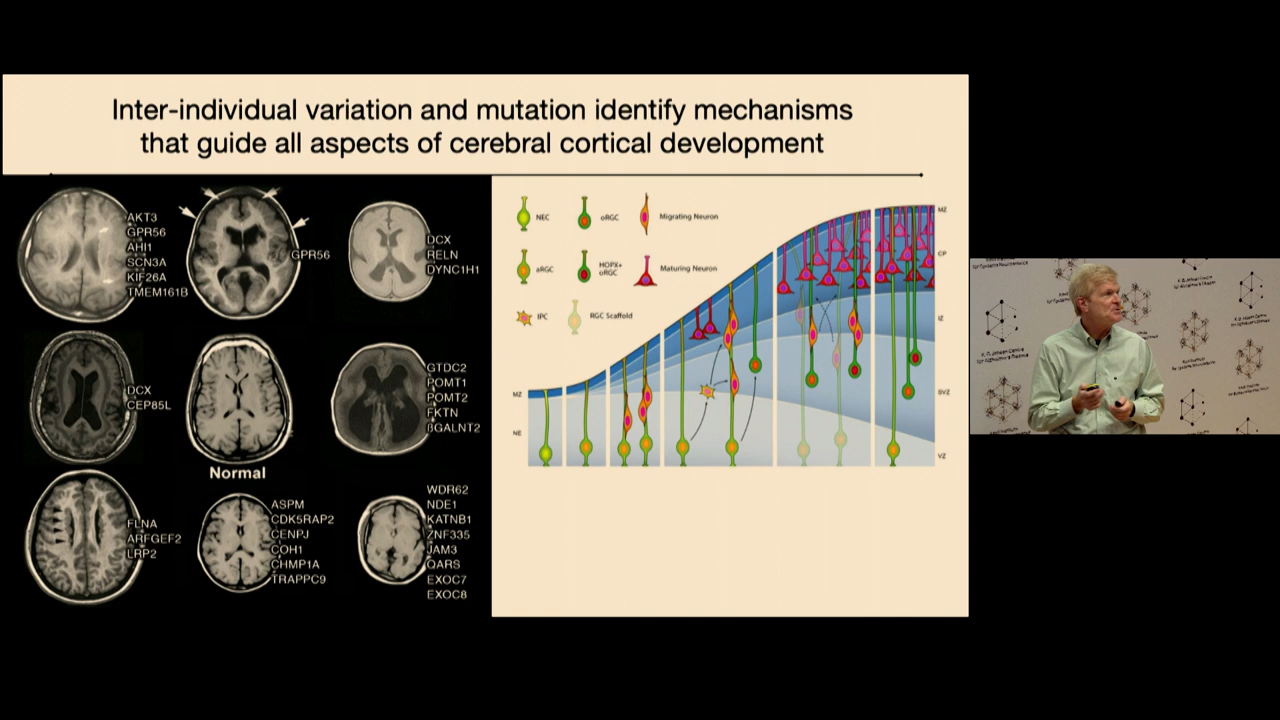 Inter-individual variation and mutation identify mechanisms
that guide all aspects of cerebral cortical development
AKT3
GPR56
AHI1
SCN3A
KIF26A
TMEM161B
GPR56
DCX
RELN
DYNC1H1
DCX
CEP85L
Normal
GTDC2
POMT1
POMT2
FKTN
BGALNT2
FLNA
ARFGEF2
LRP2
ASPM
CDK5RAP2
CENPJ
COH1
CHMP1A
TRAPPC9
WDR62
NDE1
KATNB1
ZNF335
JAM3
QARS
EXOC7
EXOC8
NEC
oRGC
Migrating Neuron
aRGC
HOPX+
oRGC
Maturing Neuron
IPC
RGC Scaffold
MZ
NE
MZ
CP
IZ
SVZ
VZ